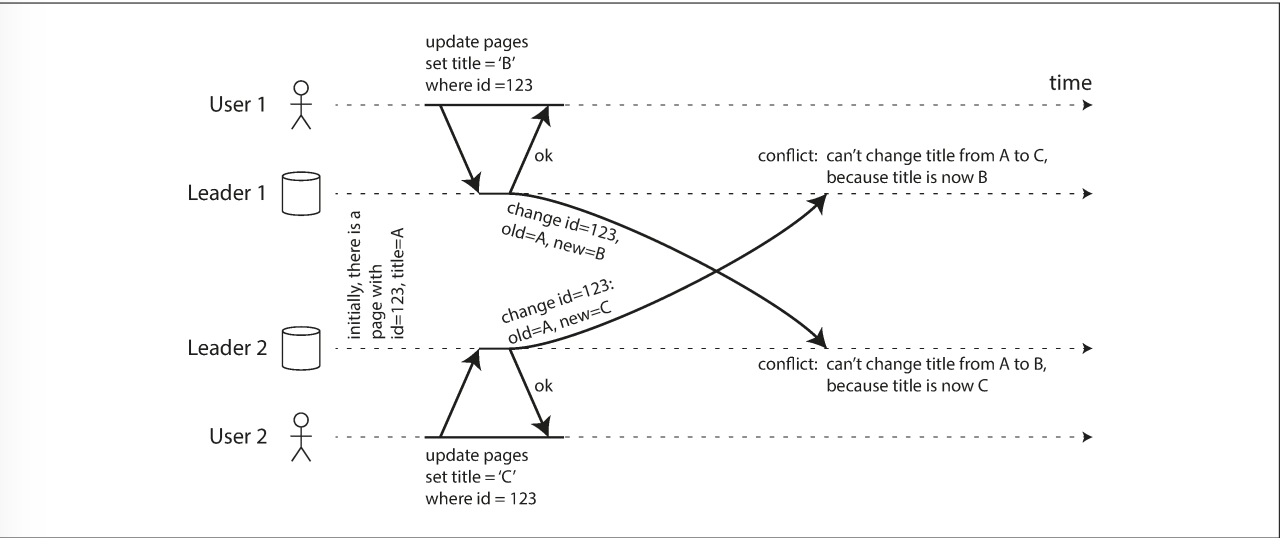 update pages
set title = ‘B’
where id =123
time
User 1
ok
conflict: can’t change title from A to C,
because title is now B
Leader 1
change id=123,
old=A, new=B
initially, there is a
page with
id=123, title=A
change id=123:
old=A, new=C
Leader 2
conflict: can’t change title from A to B,
because title is now C
ok
User 2
update pages
set title = ‘C’
where id = 123